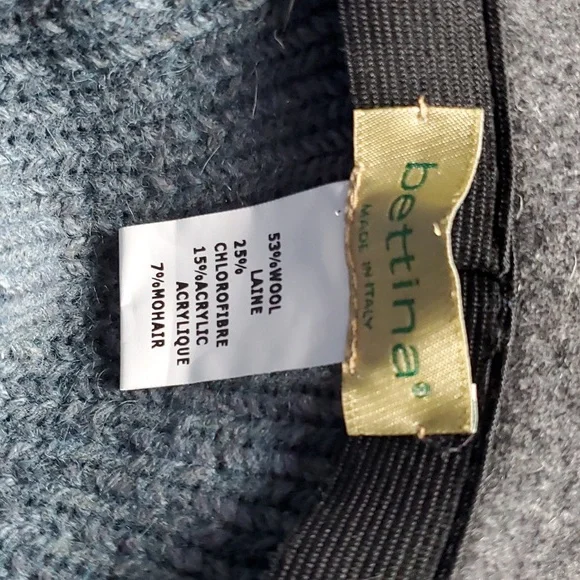 bettina®
MADE IN ITALY
53%WOOL
LAINE
25%
CHLOROFIBRE
15%ACRYLIC
ACRYLIQUE
7%MOHAIR